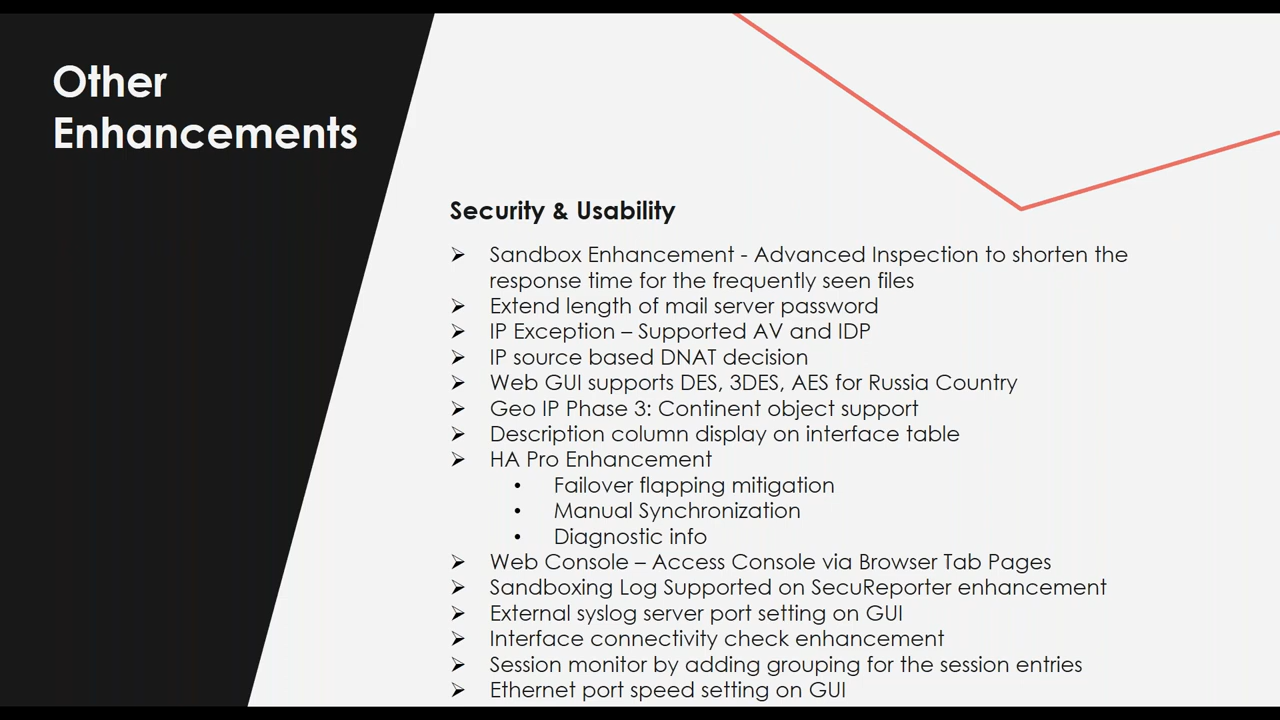 Other
Enhancements
Security & Usability
➢ Sandbox Enhancement - Advanced Inspection to shorten the
response time for the frequently seen files
➢ Extend length of mail server password
➢ IP Exception – Supported AV and IDP
➢ IP source based DNAT decision
➢ Web GUI supports DES, 3DES, AES for Russia Country
➢ Geo IP Phase 3: Continent object support
➢ Description column display on interface table
➢ HA Pro Enhancement
• Failover flapping mitigation
• Manual Synchronization
• Diagnostic info
➢ Web Console – Access Console via Browser Tab Pages
➢ Sandboxing Log Supported on SecuReporter enhancement
➢ External syslog server port setting on GUI
➢ Interface connectivity check enhancement
➢ Session monitor by adding grouping for the session entries
➢ Ethernet port speed setting on GUI